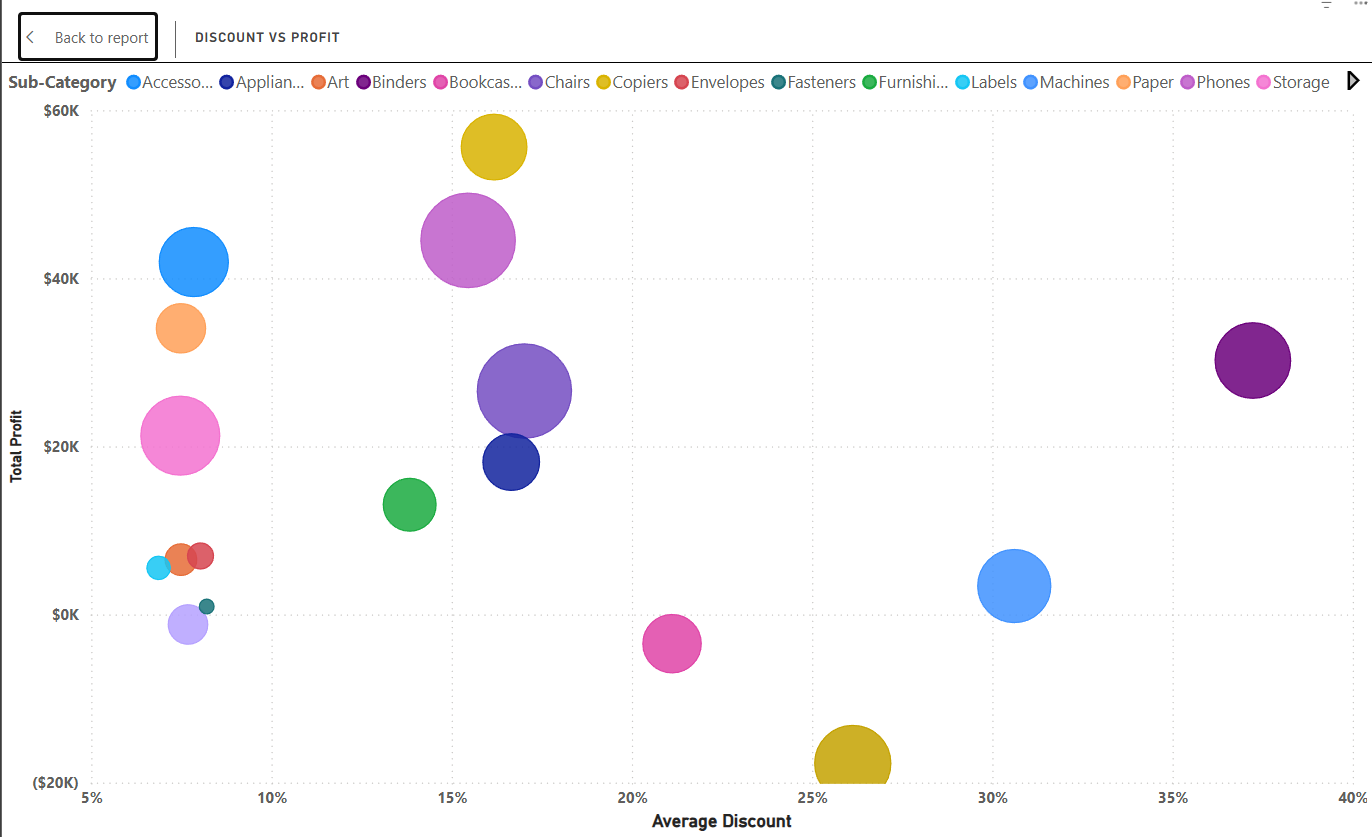 Back to report
DISCOUNT VS PROFIT
Sub-Category Accesso... Applian... Art Binders Bookcas... Chairs Copiers Envelopes Fasteners Furnishi... Labels Machines Paper Phones Storage
$60K
$40K
$20K
$0K
($20K)
Total Profit
5% 10% 15% 20% 25% 30% 35% 40%
Average Discount